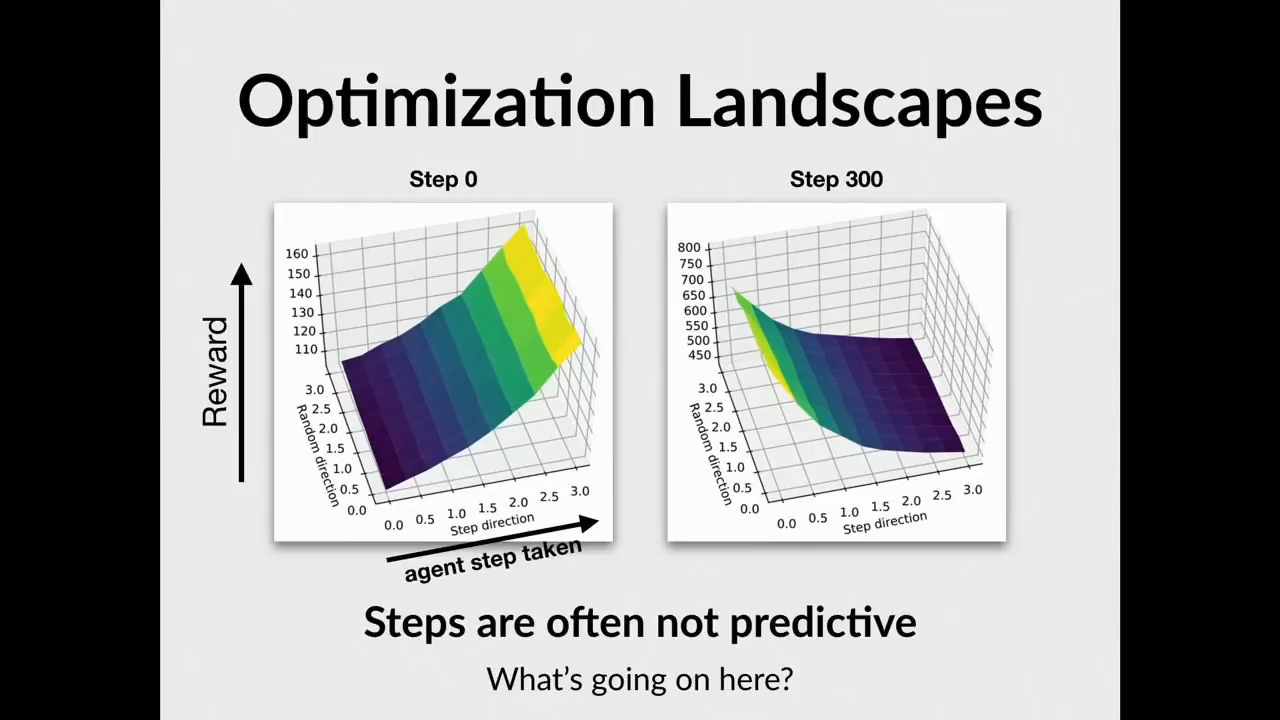 Optimization Landscapes
Step 0
Step 300
Reward
160
150
140
130
120
110
3.0
2.5
2.0
1.5
1.0
0.5
0.0
Random direction
0.0 0.5 1.0 1.5 2.0 2.5 3.0
Step direction
agent step taken
800
750
700
650
600
550
500
450
3.0
2.5
2.0
1.5
1.0
0.5
0.0
Random direction
0.0 0.5 1.0 1.5 2.0 2.5 3.0
Step direction
Steps are often not predictive
What's going on here?